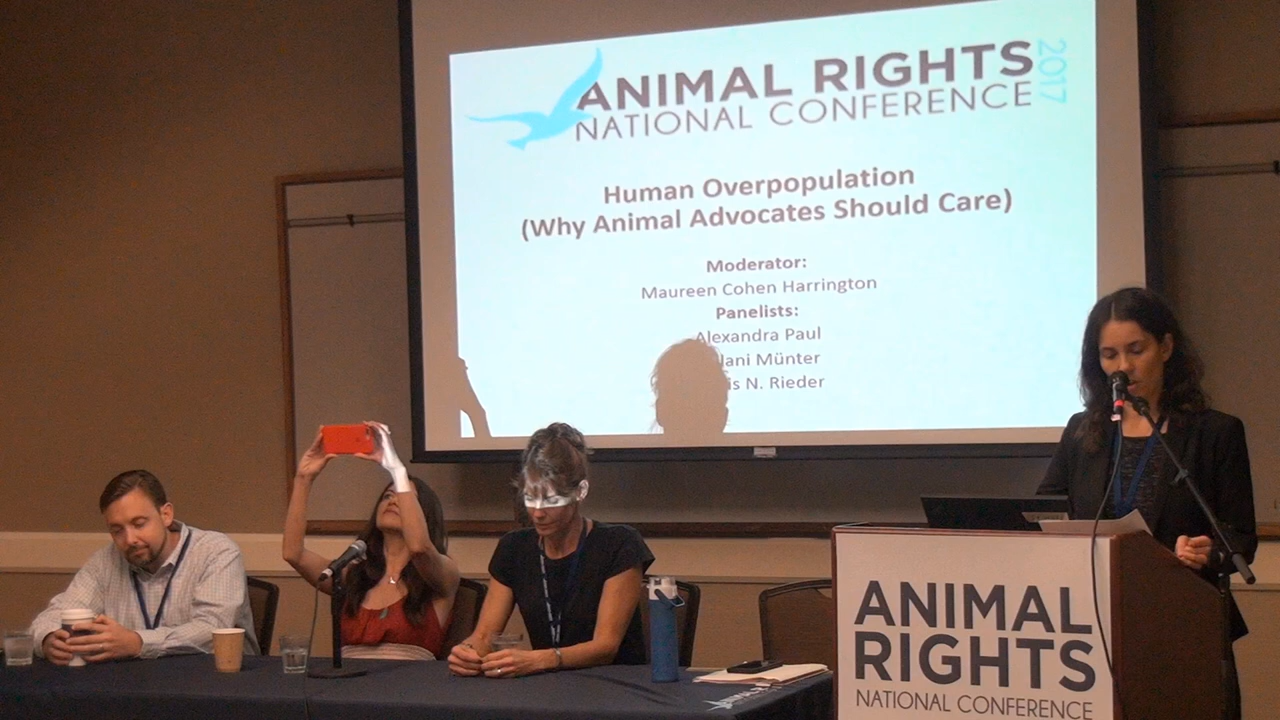 ANIMAL RIGHTS
NATIONAL CONFERENCE
2017
Human Overpopulation
(Why Animal Advocates Should Care)
Moderator:
Maureen Cohen Harrington
Panelists:
Alexandra Paul
Münter
N. Rieder
ANIMAL
RIGHTS
NATIONAL CONFERENCE